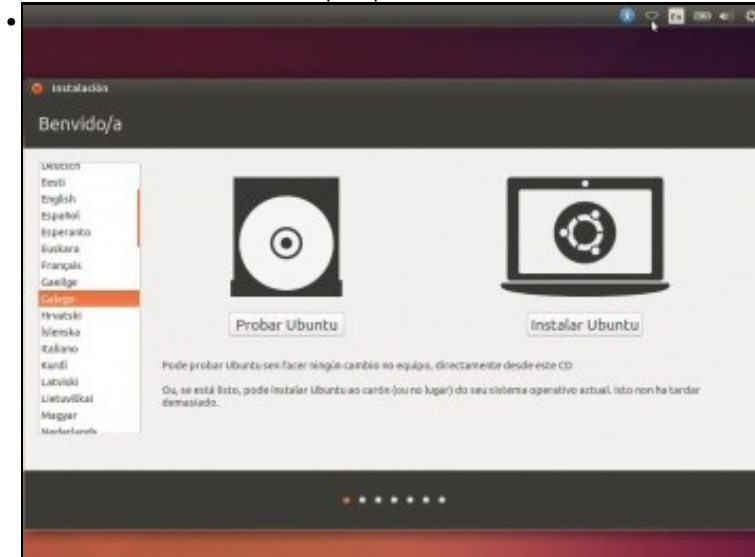 En
Instalación
Benvido/a
Deutsch
Eesti
English
Español
Esperanto
Euskara
Français
Gaeilge
Galego
Hrvatski
Íslenska
Italiano
Kurdî
Latviski
Lietuviškai
Magyar
Nederlands
Probar Ubuntu
Instalar Ubuntu
Pode probar Ubuntu sen facer ningún cambio no equipo, directamente desde este CD
Ou, se está listo, pode instalar Ubuntu ao carón (ou no lugar) do seu sistema operativo actual. Isto non ha tardar
demasiado.